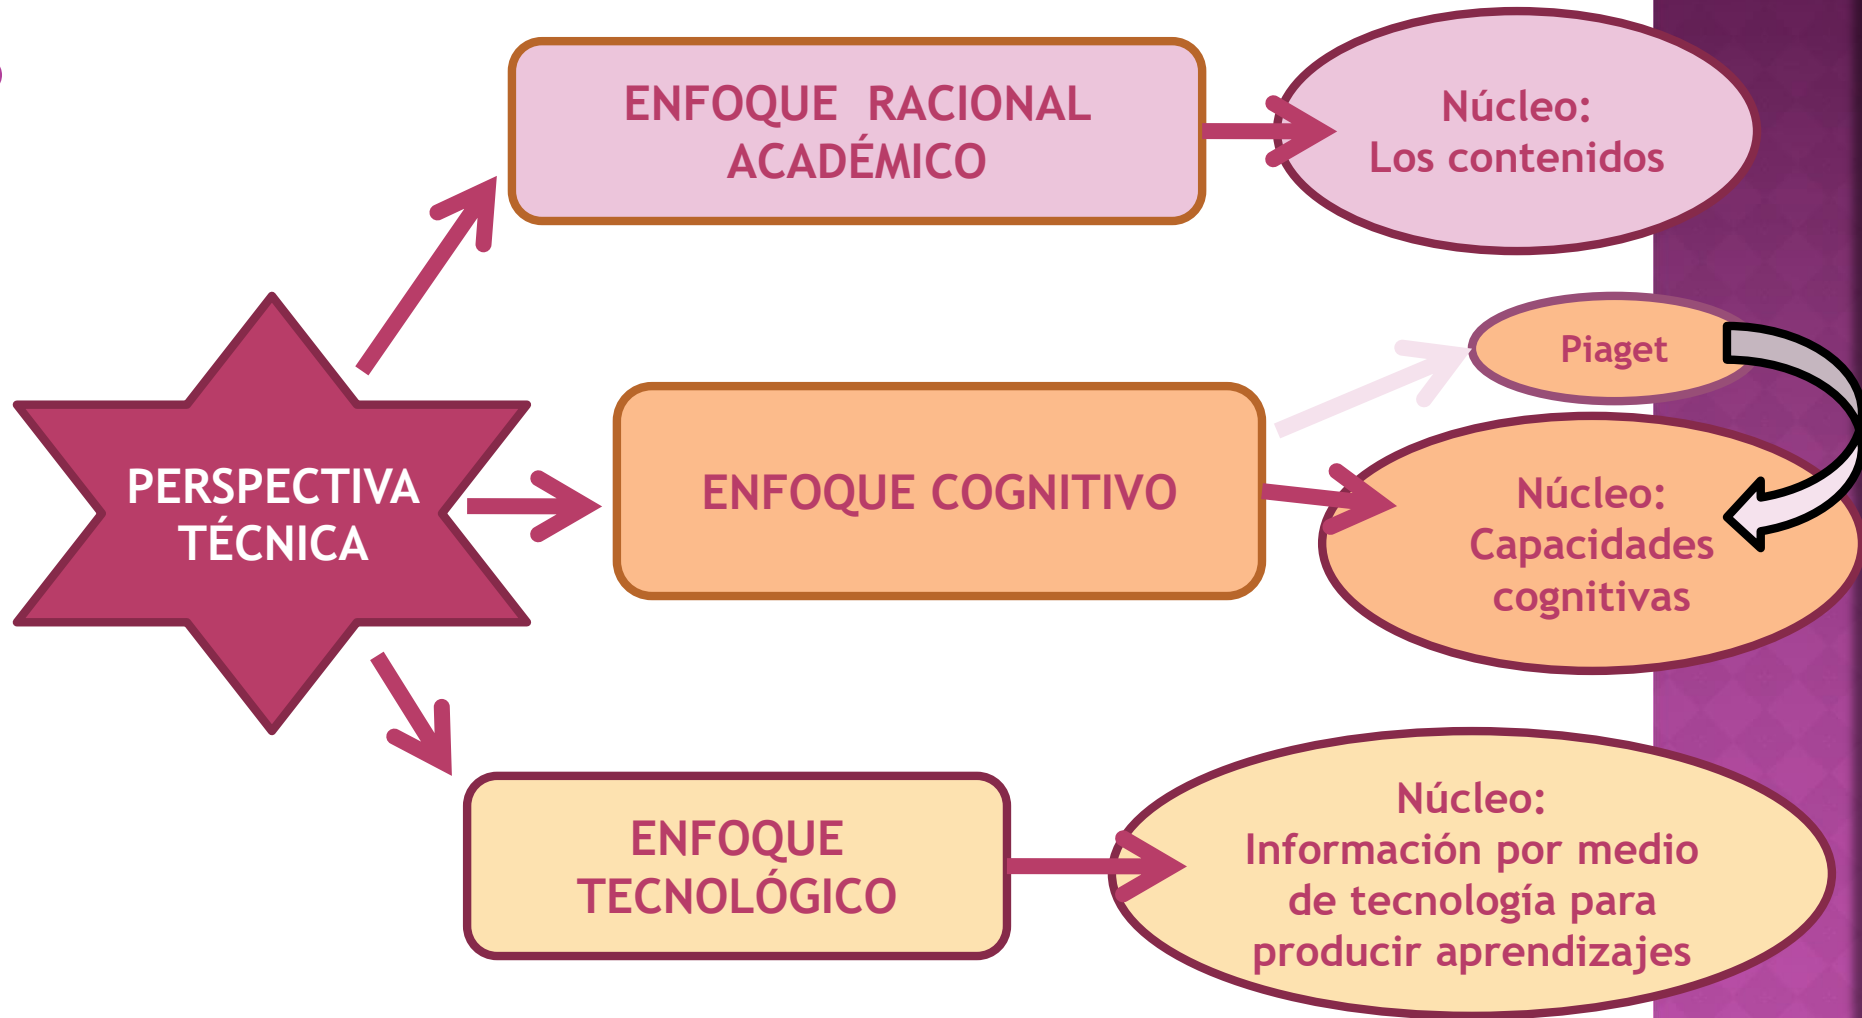 ENFOQUE RACIONAL
ACADÉMICO
Núcleo:
Los contenidos
PERSPECTIVA
TÉCNICA
ENFOQUE COGNITIVO
Piaget
Núcleo:
Capacidades
cognitivas
ENFOQUE
TECNOLÓGICO
Núcleo:
Información por medio
de tecnología para
producir aprendizajes